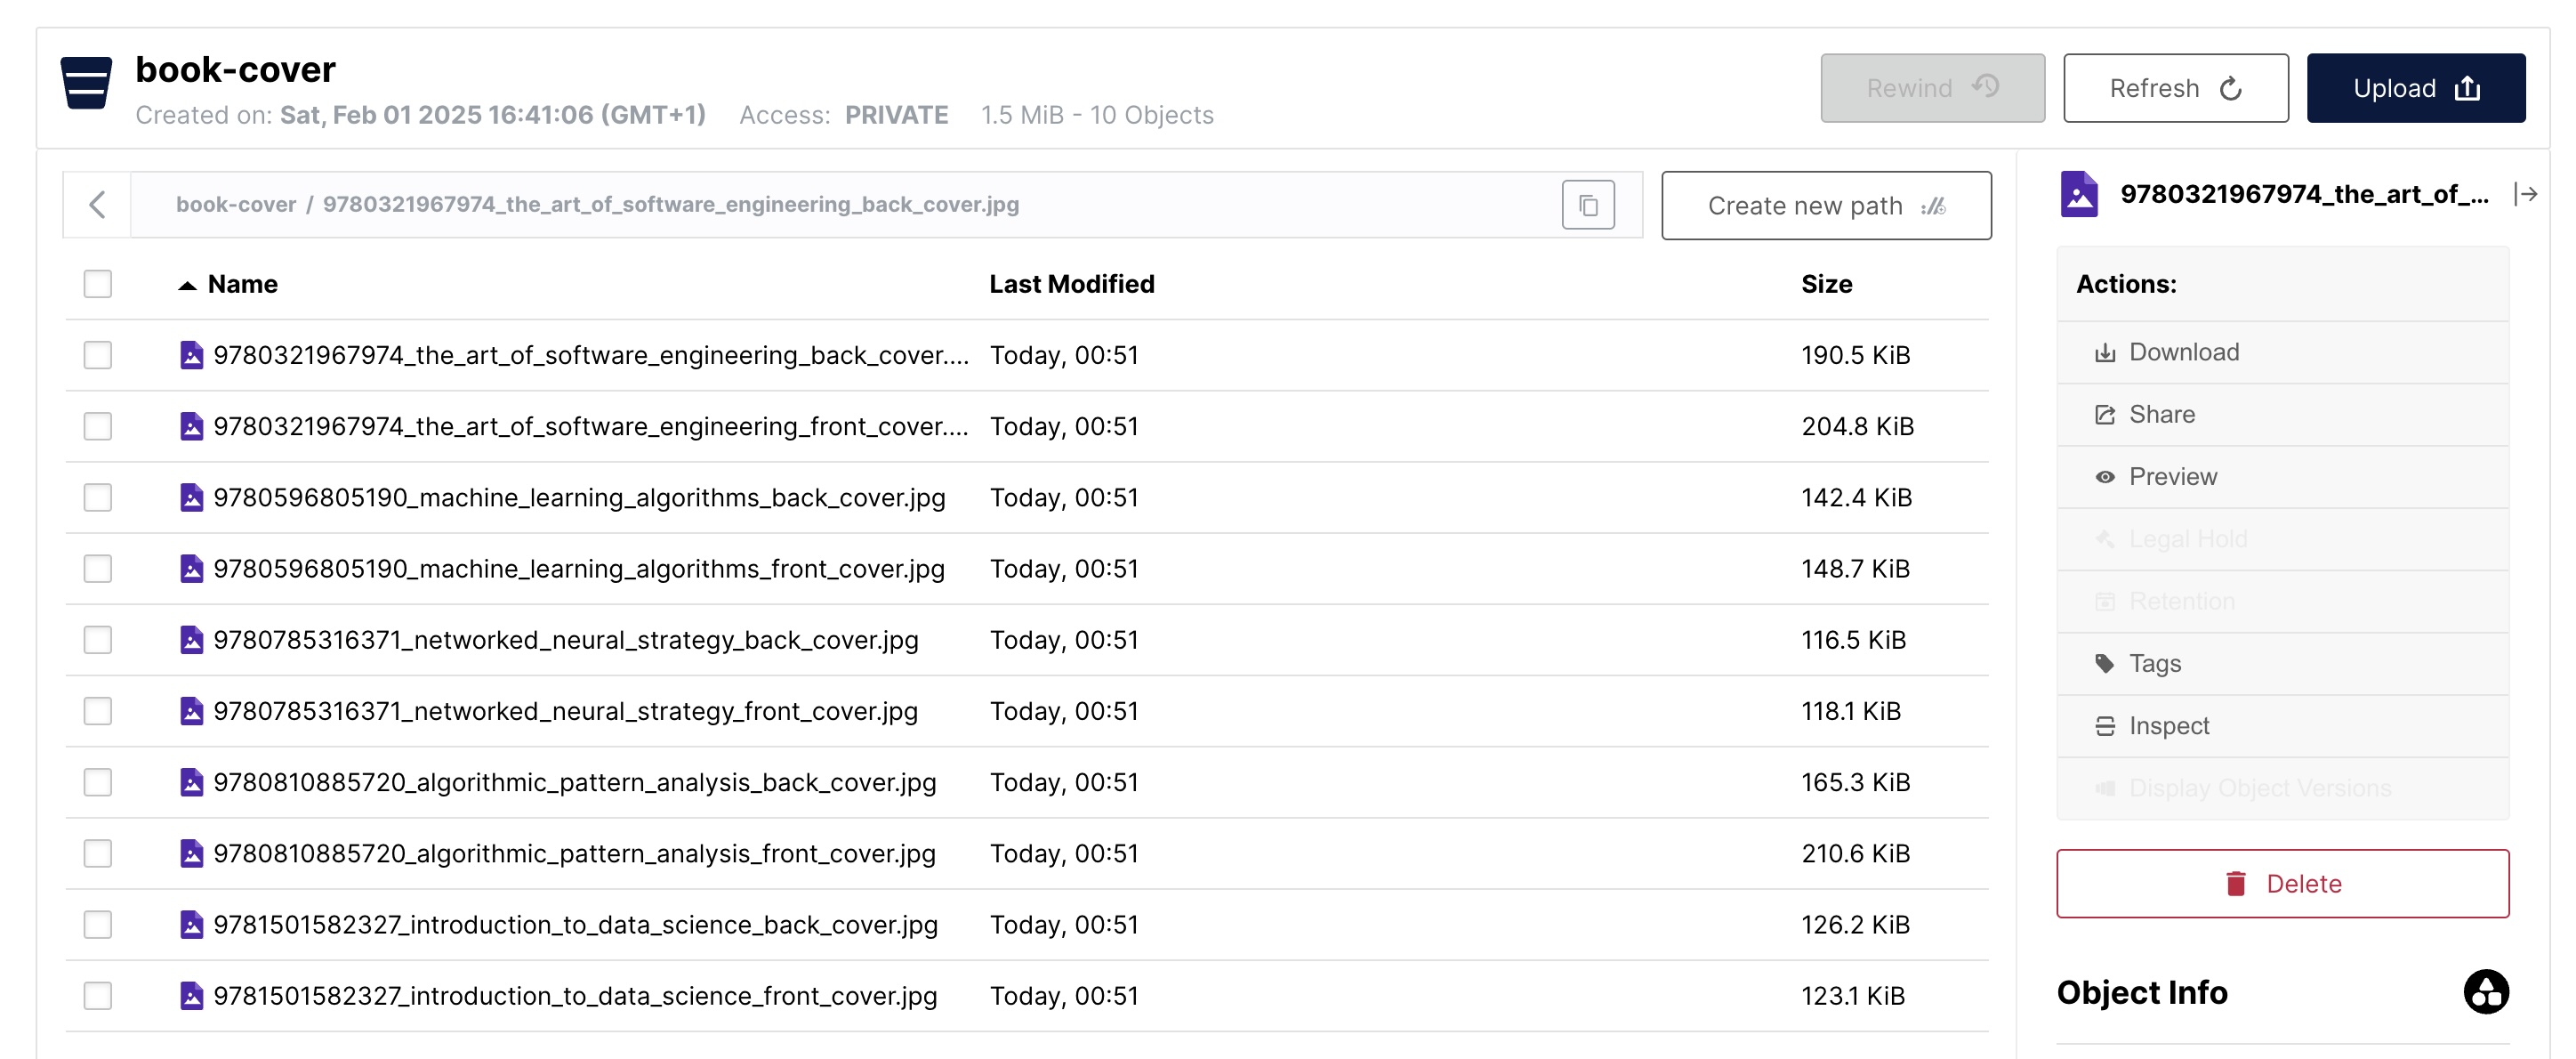 book-cover
Created on: Sat, Feb 01 2025 16:41:06 (GMT+1) Access: PRIVATE 1.5 MiB - 10 Objects
Rewind Refresh Upload
book-cover / 9780321967974_the_art_of_software_engineering_back_cover.jpg
Create new path
Name Last Modified Size
9780321967974_the_art_of_software_engineering_back_cover.... Today, 00:51 190.5 KiB
9780321967974_the_art_of_software_engineering_front_cover.... Today, 00:51 204.8 KiB
9780596805190_machine_learning_algorithms_back_cover.jpg Today, 00:51 142.4 KiB
9780596805190_machine_learning_algorithms_front_cover.jpg Today, 00:51 148.7 KiB
9780785316371_networked_neural_strategy_back_cover.jpg Today, 00:51 116.5 KiB
9780785316371_networked_neural_strategy_front_cover.jpg Today, 00:51 118.1 KiB
9780810885720_algorithmic_pattern_analysis_back_cover.jpg Today, 00:51 165.3 KiB
9780810885720_algorithmic_pattern_analysis_front_cover.jpg Today, 00:51 210.6 KiB
9781501582327_introduction_to_data_science_back_cover.jpg Today, 00:51 126.2 KiB
9781501582327_introduction_to_data_science_front_cover.jpg Today, 00:51 123.1 KiB
9780321967974_the_art_of_...
Actions:
Download
Share
Preview
Legal Hold
Retention
Tags
Inspect
Display Object Versions
Delete
Object Info